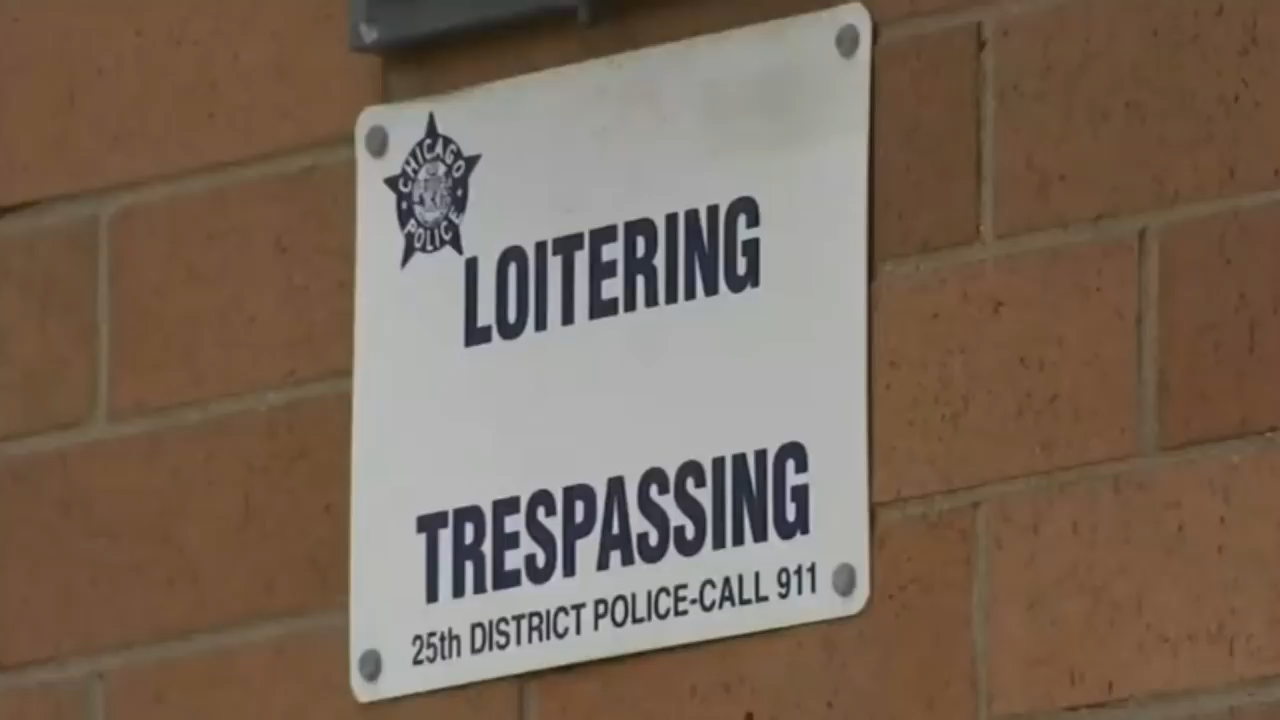 CHICAGO
POLICE
LOITERING
TRESPASSING
25th DISTRICT POLICE-CALL 911